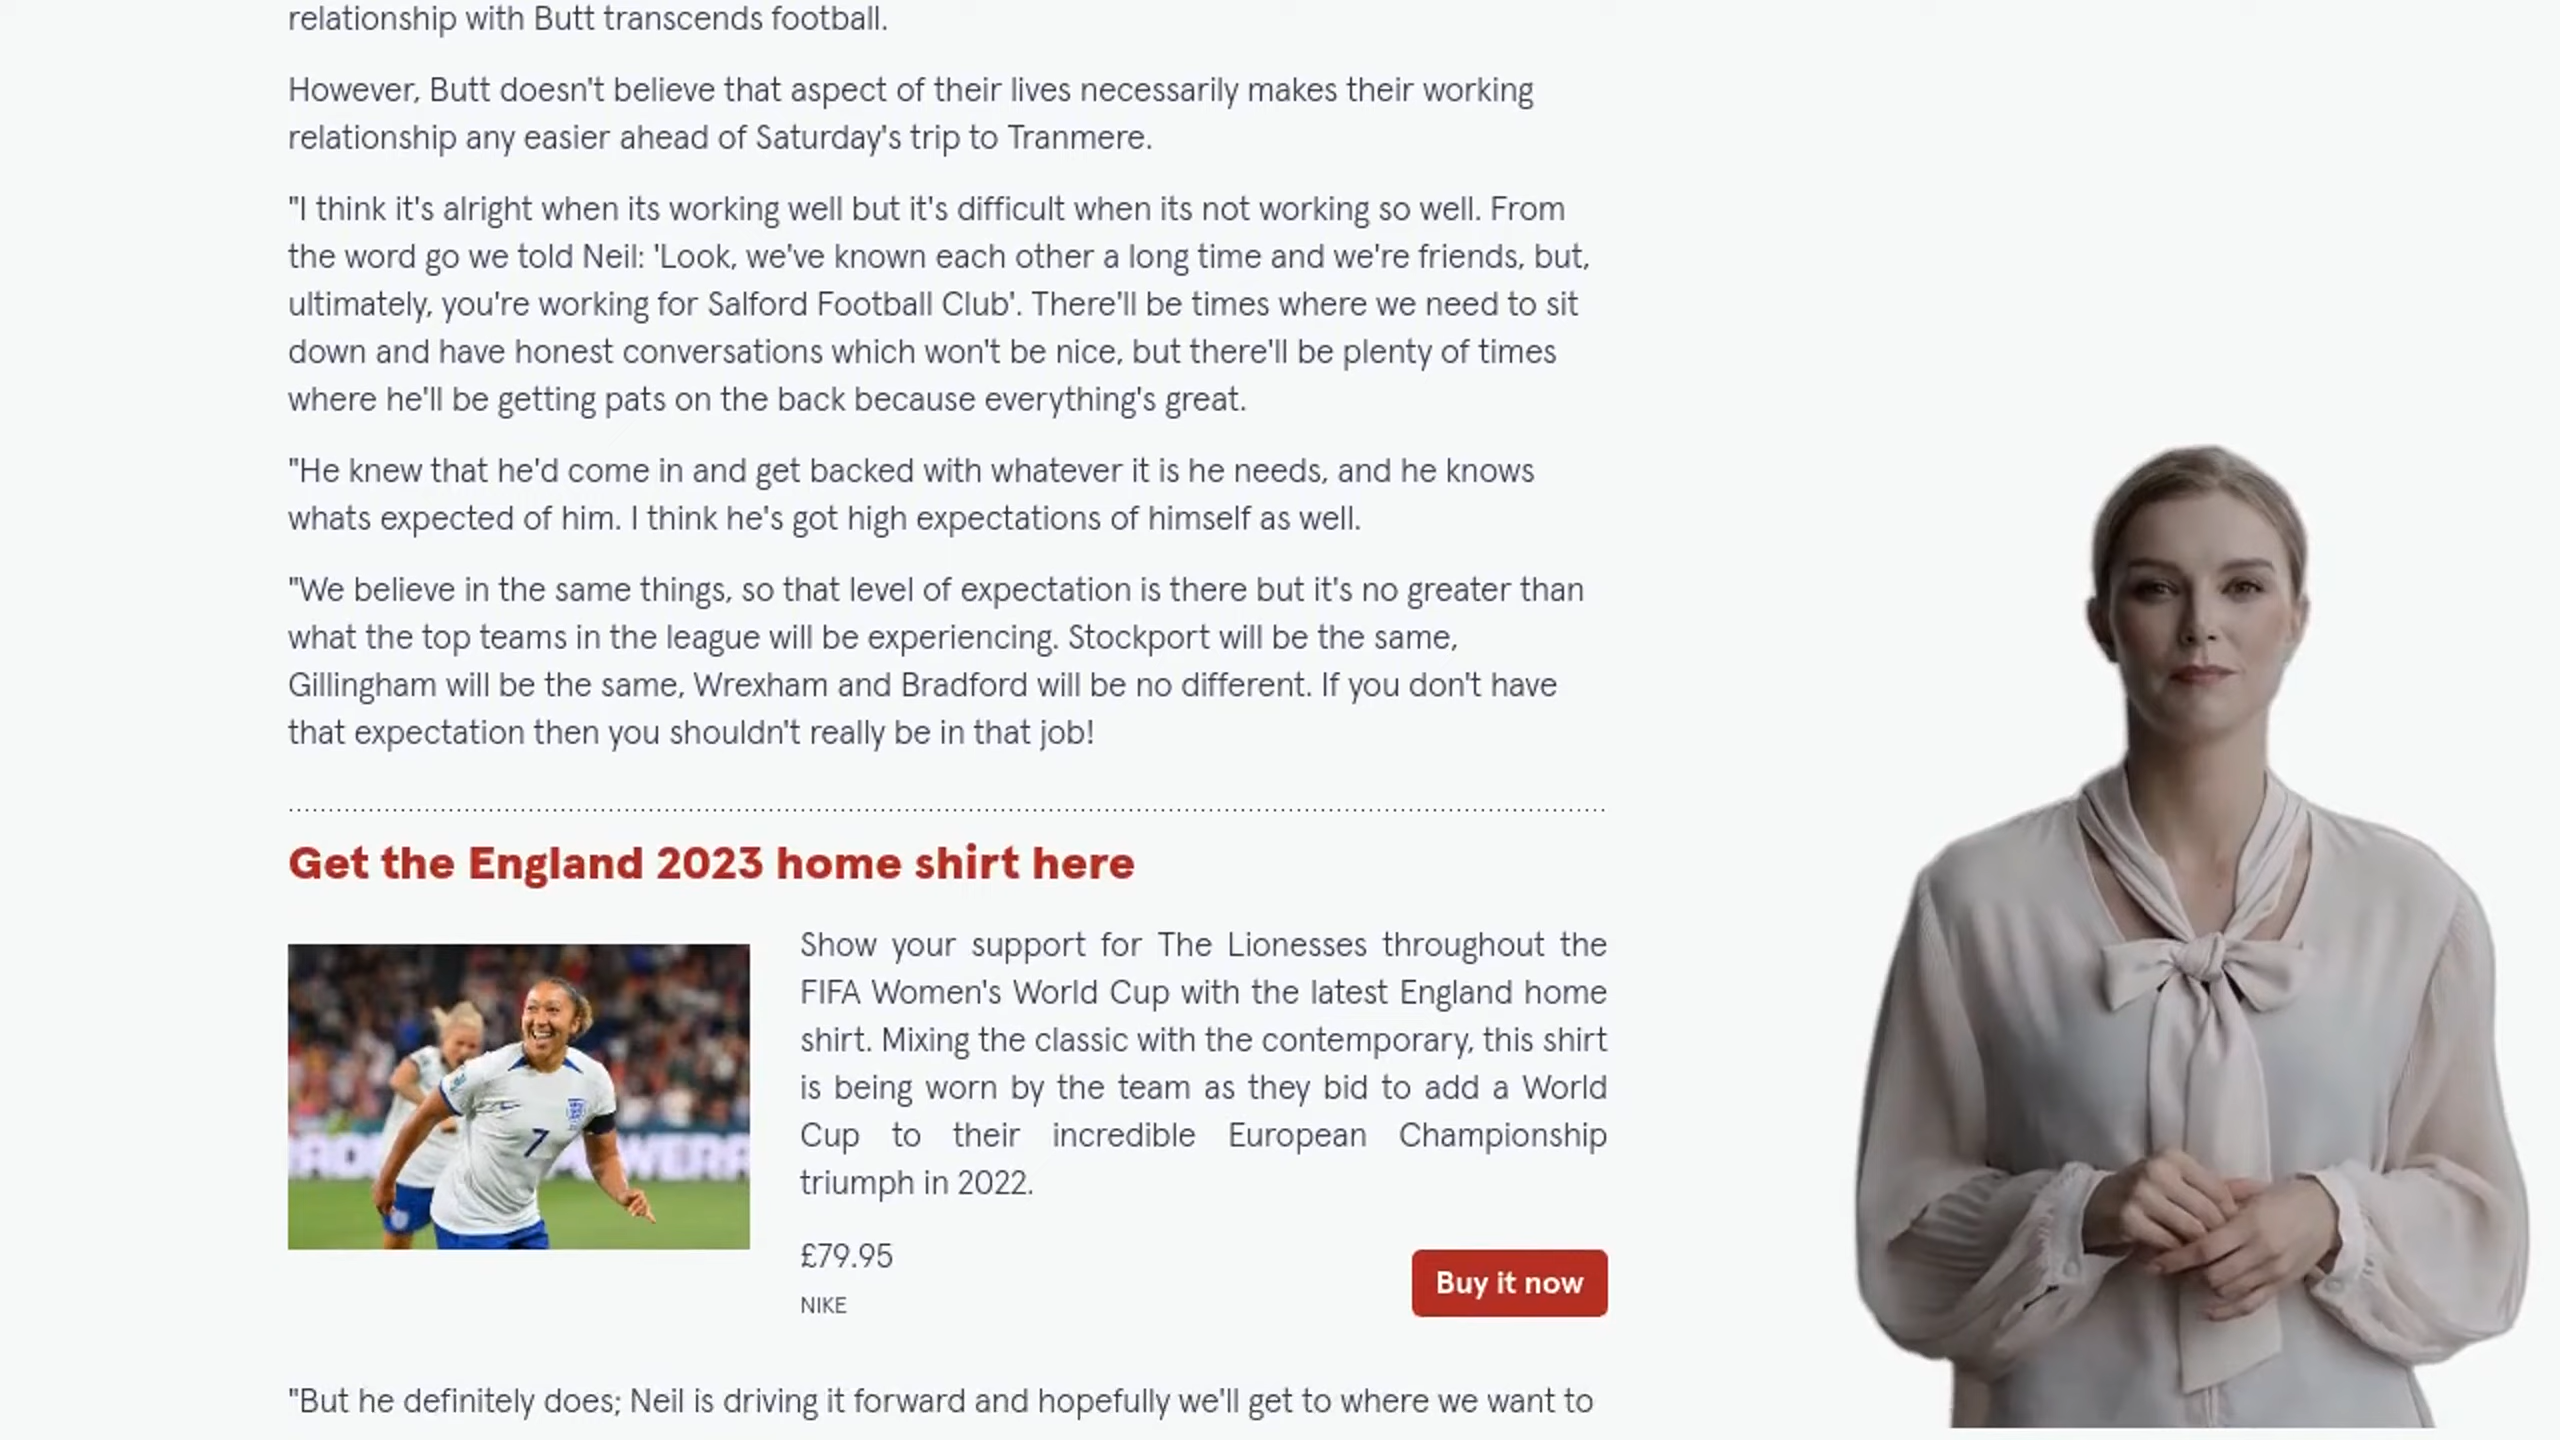 relationship with Butt transcends football.
However, Butt doesn't believe that aspect of their lives necessarily makes their working
relationship any easier ahead of Saturday's trip to Tranmere.
"I think it's alright when its working well but it's difficult when its not working so well. From
the word go we told Neil: 'Look, we've known each other a long time and we're friends, but,
ultimately, you're working for Salford Football Club'. There'll be times where we need to sit
down and have honest conversations which won't be nice, but there'll be plenty of times
where he'll be getting pats on the back because everything's great.
"He knew that he'd come in and get backed with whatever it is he needs, and he knows
whats expected of him. I think he's got high expectations of himself as well.
"We believe in the same things, so that level of expectation is there but it's no greater than
what the top teams in the league will be experiencing. Stockport will be the same,
Gillingham will be the same, Wrexham and Bradford will be no different. If you don't have
that expectation then you shouldn't really be in that job!
Get the England 2023 home shirt here
Show your support for The Lionesses throughout the
FIFA Women's World Cup with the latest England home
shirt. Mixing the classic with the contemporary, this shirt
is being worn by the team as they bid to add a World
Cup to their incredible European Championship
triumph in 2022.
7
£79.95
NIKE
Buy it now
"But he definitely does; Neil is driving it forward and hopefully we'll get to where we want to